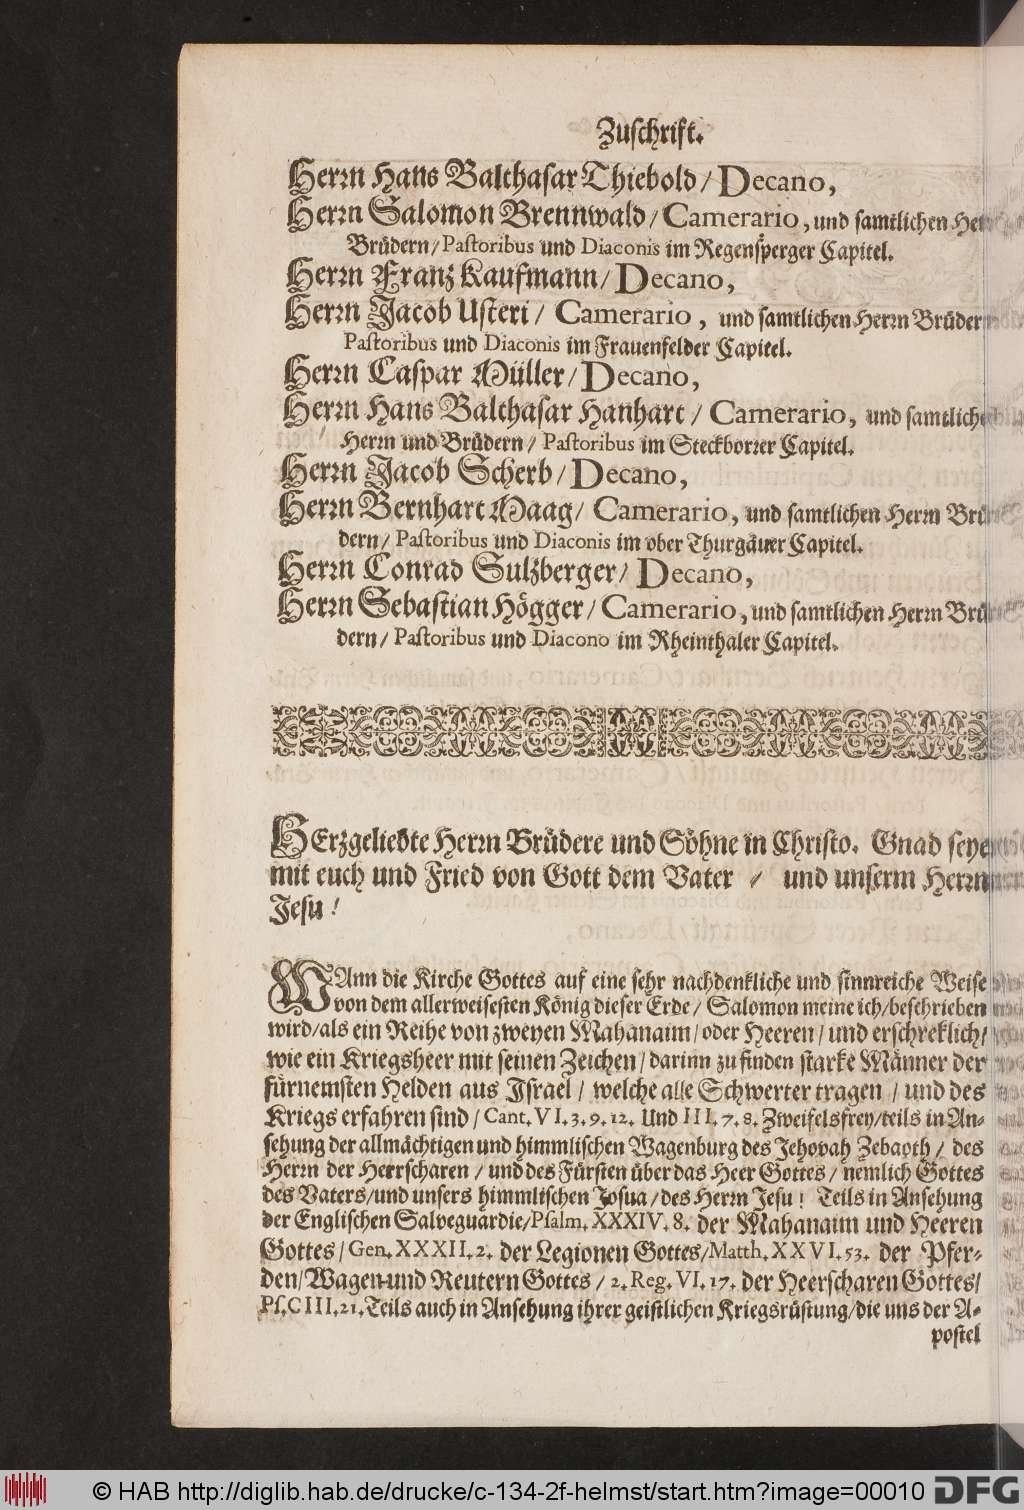 Zuschrift.
Herrn Hans Balthasar Thiebold / Decano,
Herrn Salomon Brennwald / Camerario, und samtlichen
Brüdern / Pastoribus und Diaconis im Regensperger Capitel.
Herrn Franz Kaufmann / Decano,
Herrn Jacob Usteri / Camerario, und samtlichen Herrn Brüdern
Pastoribus und Diaconis im Frauenfelder Capitel.
Herrn Caspar Müller / Decano,
Herrn Hans Balthasar Hanhart / Camerario, und samtlichen
Herrn und Brüdern / Pastoribus im Steckborrer Capitel.
Herrn Jacob Scherb / Decano,
Herrn Bernhart Maag / Camerario, und samtlichen Herrn Brü-
dern / Pastoribus und Diaconis im ober Thurgäuer Capitel.
Herrn Conrad Sulzberger / Decano,
Herrn Sebastian Högger / Camerario, und samtlichen Herrn Brü-
dern / Pastoribus und Diacono im Rheinthaler Capitel.
HErzgeliebte Herrn Brüdere und Söhne in Christo. Gnad seye
mit euch und Fried von Gott dem Vater / und unserm Herrn
Jesu!
WAnn die Kirche Gottes auf eine sehr nachdenkliche und sinnreiche Weise
von dem allerweisesten König dieser Erde / Salomon meine ich / beschrieben
wird / als ein Reihe von zweyen Mahanaim / oder Heeren / und erschreklich /
wie ein Kriegsheer mit seinen Zeichen / darinn zu finden starke Männer der
fürnemsten Helden aus Israel / welche alle Schwerter tragen / und des
Kriegs erfahren sind / Cant. VI. 3. 9. 12. Und III. 7. 8. Zweifelsfrey / teils in An-
sehung der allmächtigen und himmlischen Wagenburg des Jehovah Zebaoth / des
Herrn der Heerscharen / und des Fürsten über das Heer Gottes / nemlich Gottes
des Vaters / und unsers himmlischen Josua / des Herrn Jesu! Teils in Ansehung
der Englischen Salveguardie / Psalm. XXXIV. 8. der Mahanaim und Heeren
Gottes / Gen. XXXII. 2. der Legionen Gottes / Matth. XXVI. 53. der Pfer-
den / Wagen und Reutern Gottes / 2. Reg. VI. 17. der Heerscharen Gottes /
Ps. CIII. 21. Teils auch in Ansehung ihrer geistlichen Kriegsrüstung / die uns der A-
postel
© HAB http://diglib.hab.de/drucke/c-134-2f-helmst/start.htm?image=00010 DFG